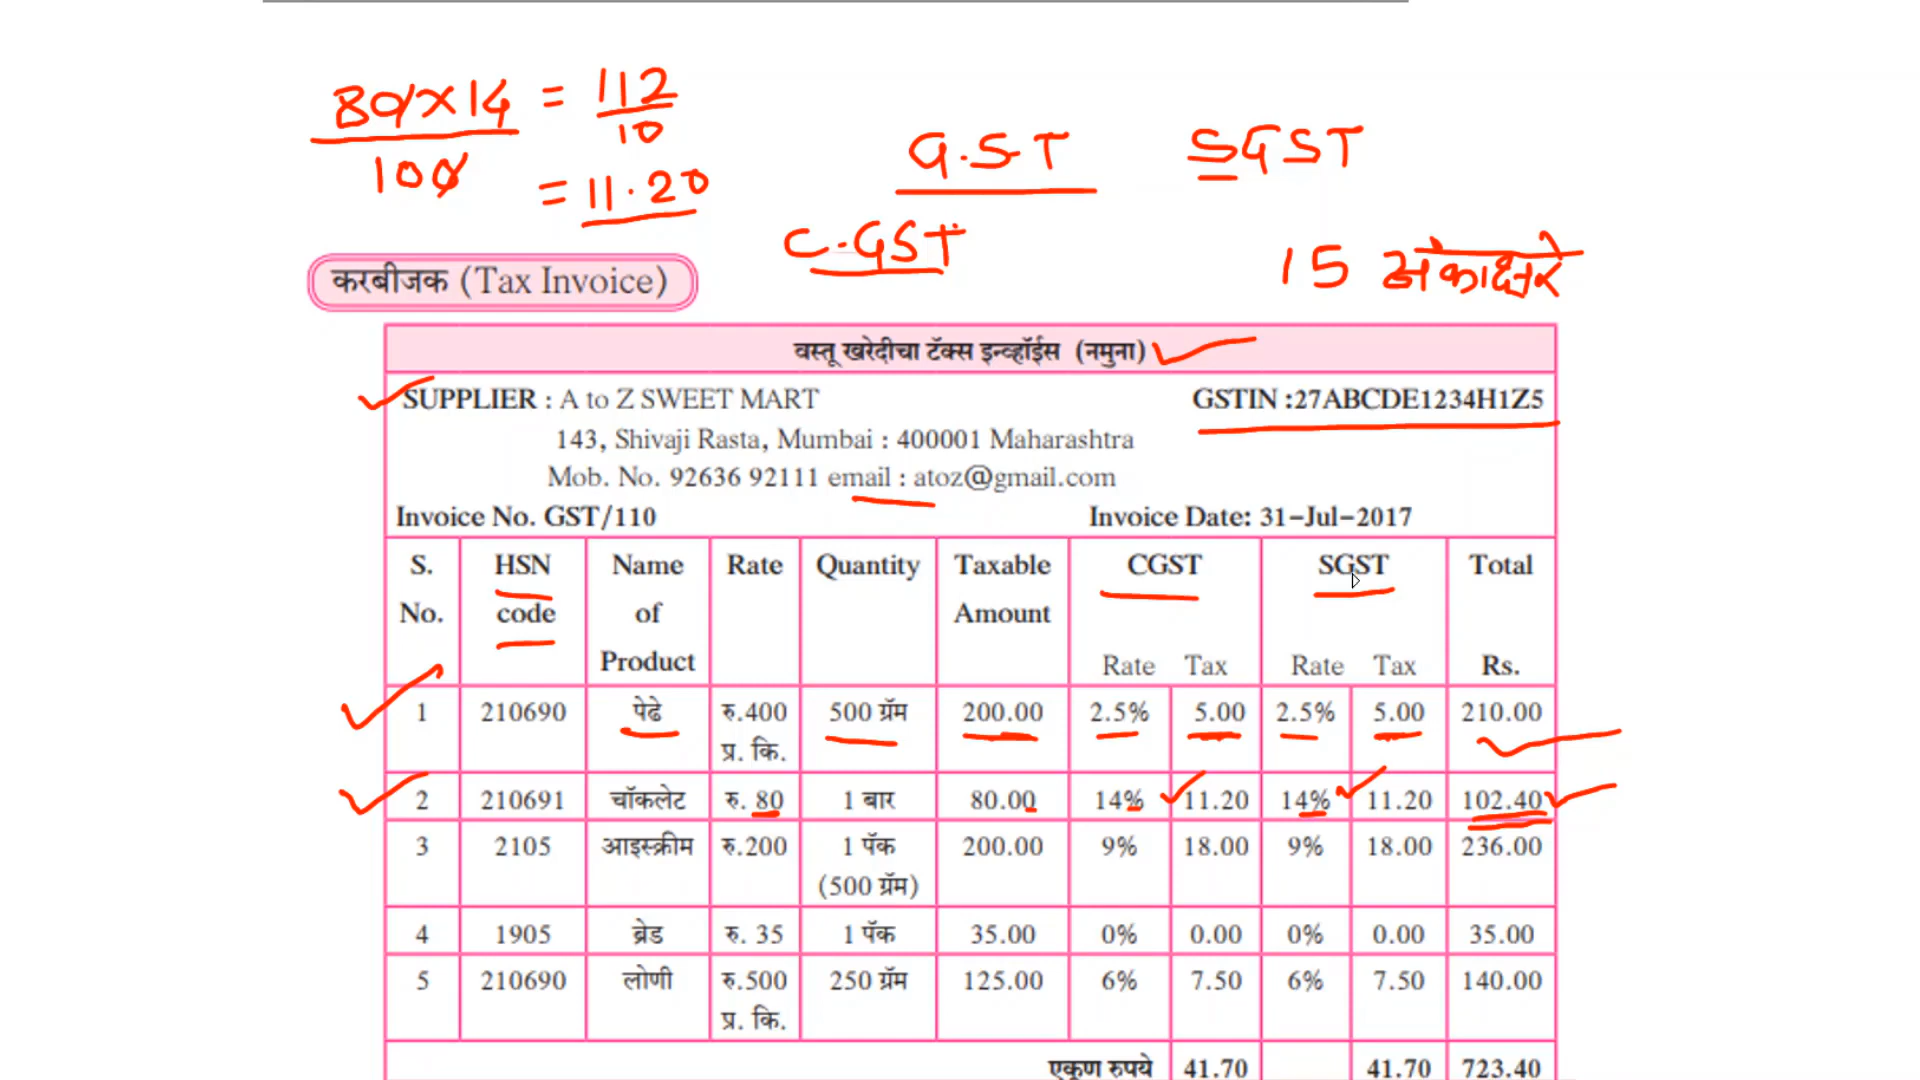 80×14 = 112
100 10
= 11.20
G.S.T SGST
C.GST
15 अंकाक्षरे
करबीजक (Tax Invoice)
वस्तू खरेदीचा टॅक्स इन्व्हॉईस (नमुना)
SUPPLIER : A to Z SWEET MART GSTIN :27ABCDE1234H1Z5
143, Shivaji Rasta, Mumbai : 400001 Maharashtra
Mob. No. 92636 92111 email : atoz@gmail.com
Invoice No. GST/110 Invoice Date: 31-Jul-2017
S. HSN Name Rate Quantity Taxable CGST SGST Total
No. code of Amount
Product Rate Tax Rate Tax Rs.
1 210690 पेढे रु.400 500 ग्रॅम 200.00 2.5% 5.00 2.5% 5.00 210.00
प्र. कि.
2 210691 चॉकलेट रु. 80 1 बार 80.00 14% 11.20 14% 11.20 102.40
3 2105 आइस्क्रीम रु.200 1 पॅक 200.00 9% 18.00 9% 18.00 236.00
(500 ग्रॅम)
4 1905 ब्रेड रु. 35 1 पॅक 35.00 0% 0.00 0% 0.00 35.00
5 210690 लोणी रु.500 250 ग्रॅम 125.00 6% 7.50 6% 7.50 140.00
प्र. कि.
एकूण रुपये 41.70 41.70 723.40